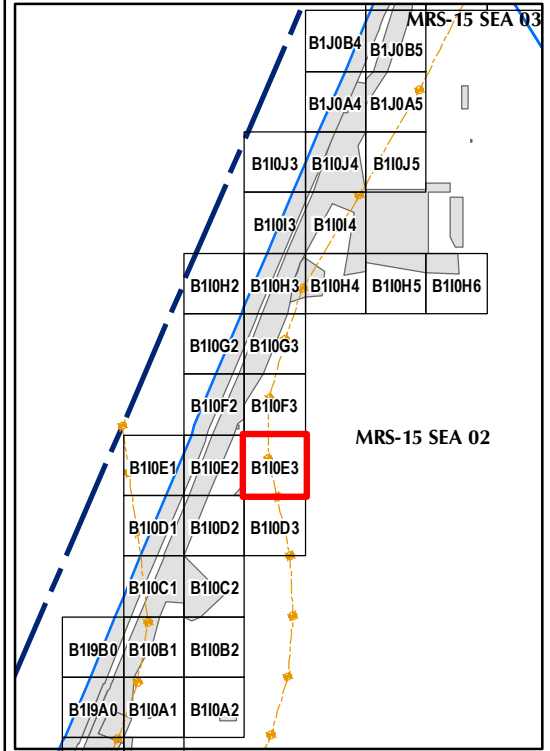 MRS-15 SEA 03
B1J0B4 B1J0B5
B1J0A4 B1J0A5
B1I0J3 B1I0J4 B1I0J5
B1I0I3 B1I0I4
B1I0H2 B1I0H3 B1I0H4 B1I0H5 B1I0H6
B1I0G2 B1I0G3
B1I0F2 B1I0F3
MRS-15 SEA 02
B1I0E1 B1I0E2 B1I0E3
B1I0D1 B1I0D2 B1I0D3
B1I0C1 B1I0C2
B1I9B0 B1I0B1 B1I0B2
B1I9A0 B1I0A1 B1I0A2